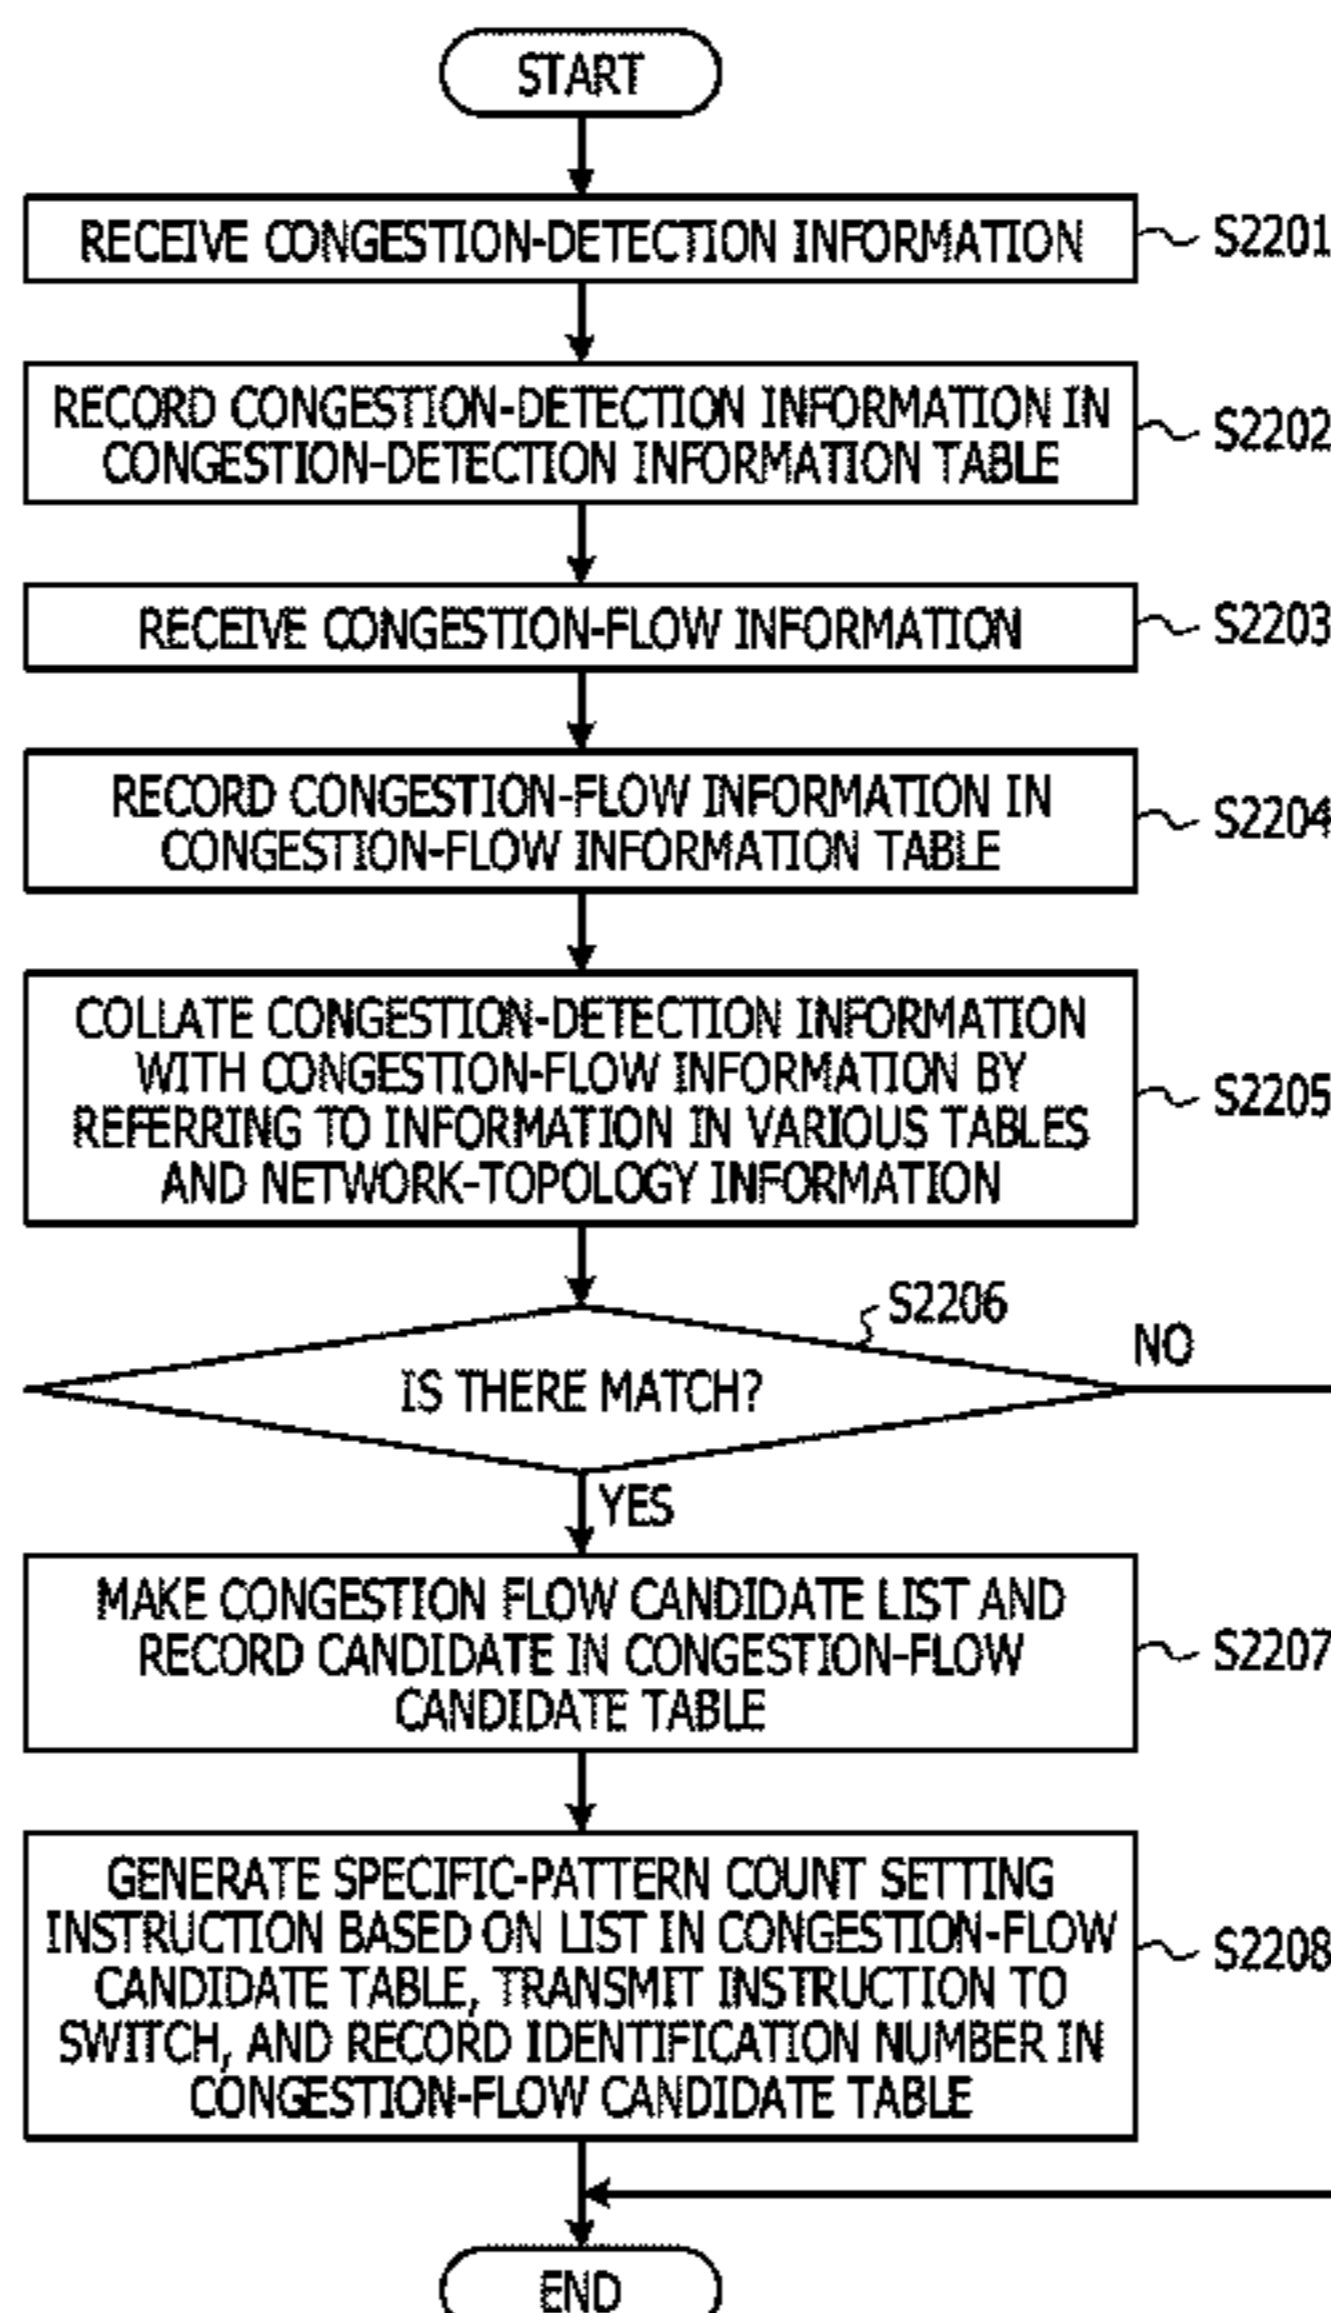 START
RECEIVE CONGESTION-DETECTION INFORMATION
S2201
RECORD CONGESTION-DETECTION INFORMATION IN
CONGESTION-DETECTION INFORMATION TABLE
S2202
RECEIVE CONGESTION-FLOW INFORMATION
S2203
RECORD CONGESTION-FLOW INFORMATION IN
CONGESTION-FLOW INFORMATION TABLE
S2204
COLLATE CONGESTION-DETECTION INFORMATION
WITH CONGESTION-FLOW INFORMATION BY
REFERRING TO INFORMATION IN VARIOUS TABLES
AND NETWORK-TOPOLOGY INFORMATION
S2205
S2206
IS THERE MATCH?
NO
YES
MAKE CONGESTION FLOW CANDIDATE LIST AND
RECORD CANDIDATE IN CONGESTION-FLOW
CANDIDATE TABLE
S2207
GENERATE SPECIFIC-PATTERN COUNT SETTING
INSTRUCTION BASED ON LIST IN CONGESTION-FLOW
CANDIDATE TABLE, TRANSMIT INSTRUCTION TO
SWITCH, AND RECORD IDENTIFICATION NUMBER IN
CONGESTION-FLOW CANDIDATE TABLE
S2208
END